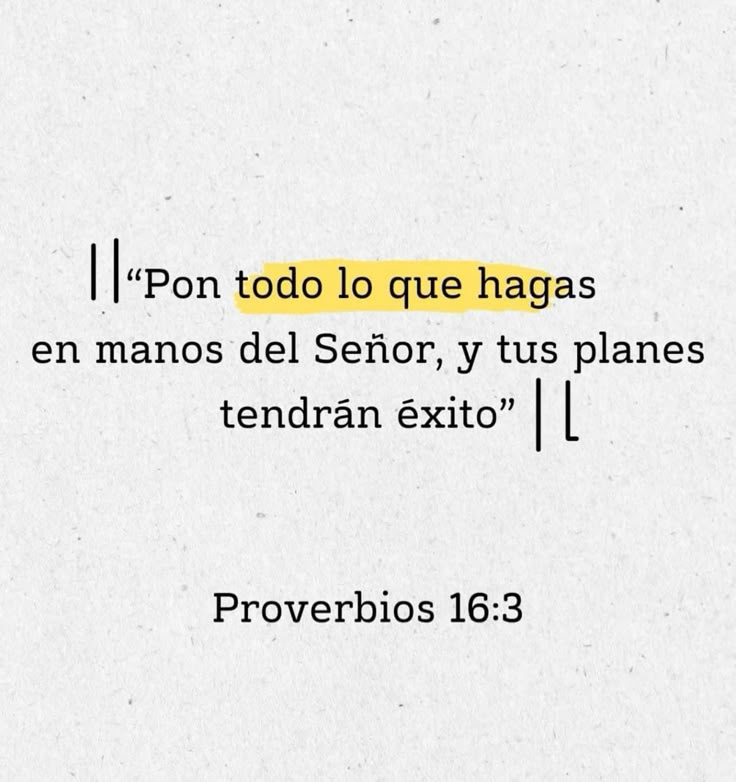 “Pon todo lo que hagas
en manos del Señor, y tus planes
tendrán éxito”
Proverbios 16:3